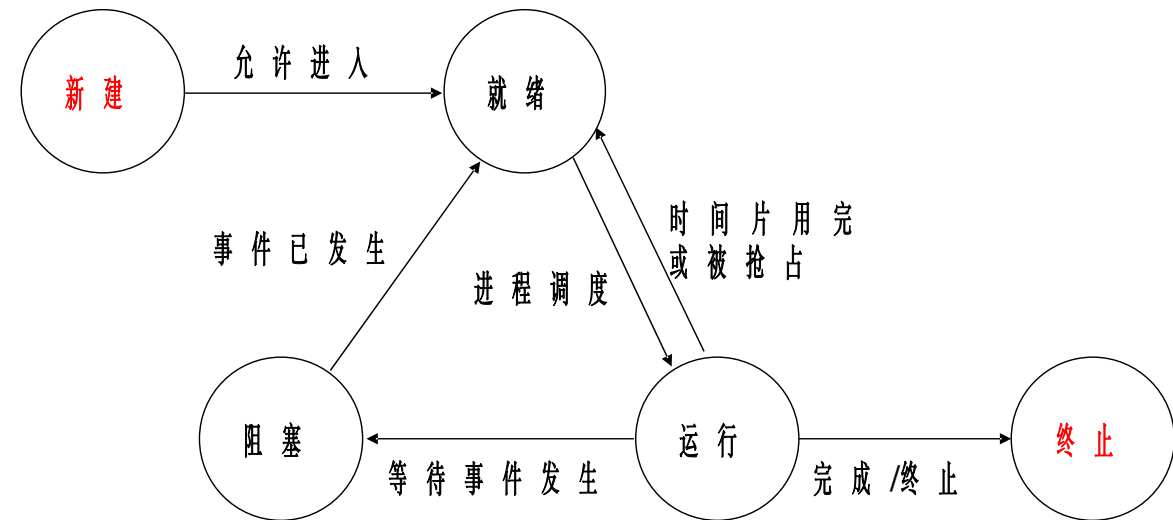 允许进入
新建
就绪
时间片用完
或被抢占
事件已发生
进程调度
阻塞
运行
终止
等待事件发生
完成/终止